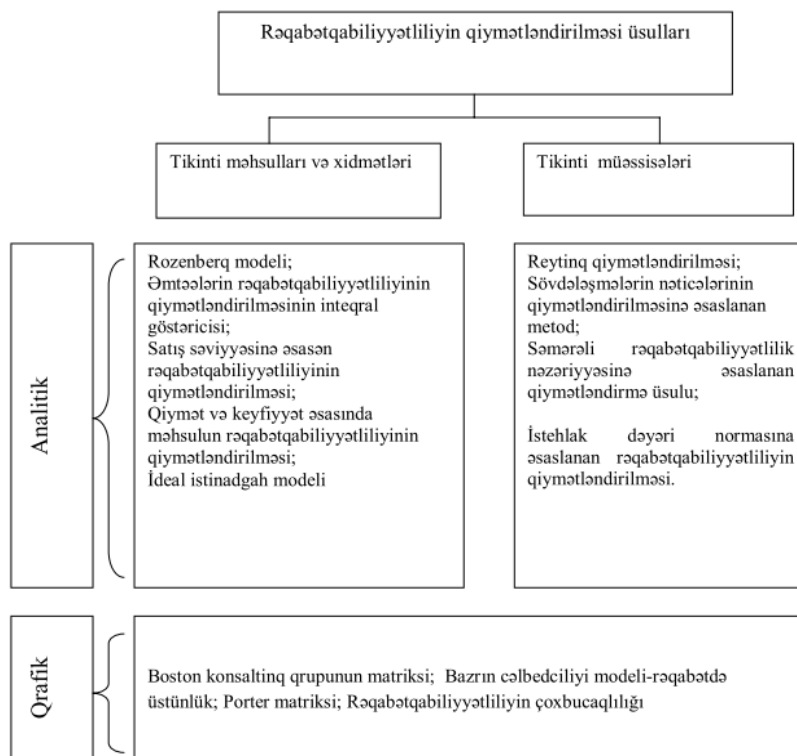 Rəqabətqabiliyyətliliyin qiymətləndirilməsi üsulları
Tikinti məhsulları və xidmətləri
Tikinti müəssisələri
Analitik
Rozenberq modeli;
Əmtəələrin rəqabətqabiliyyətliliyinin
qiymətləndirilməsinin inteqral
göstəricisi;
Satış səviyyəsinə əsasən
rəqabətqabiliyyətliliyinin
qiymətləndirilməsi;
Qiymət və keyfiyyət əsasında
məhsulun rəqabətqabiliyyətliliyinin
qiymətləndirilməsi;
İdeal istinadgah modeli
Reytinq qiymətləndirilməsi;
Sövdələşmələrin nəticələrinin
qiymətləndirilməsinə əsaslanan
metod;
Səmərəli rəqabətqabiliyyətlilik
nəzəriyyəsinə əsaslanan
qiymətləndirmə üsulu;
İstehlak dəyəri normasına
əsaslanan rəqabətqabiliyyətliliyin
qiymətləndirilməsi.
Qrafik
Boston konsaltinq qrupunun matriksi; Bazrın cəlbedciliyi modeli-rəqabətdə
üstünlük; Porter matriksi; Rəqabətqabiliyyətliliyin çoxbucaqlılığı